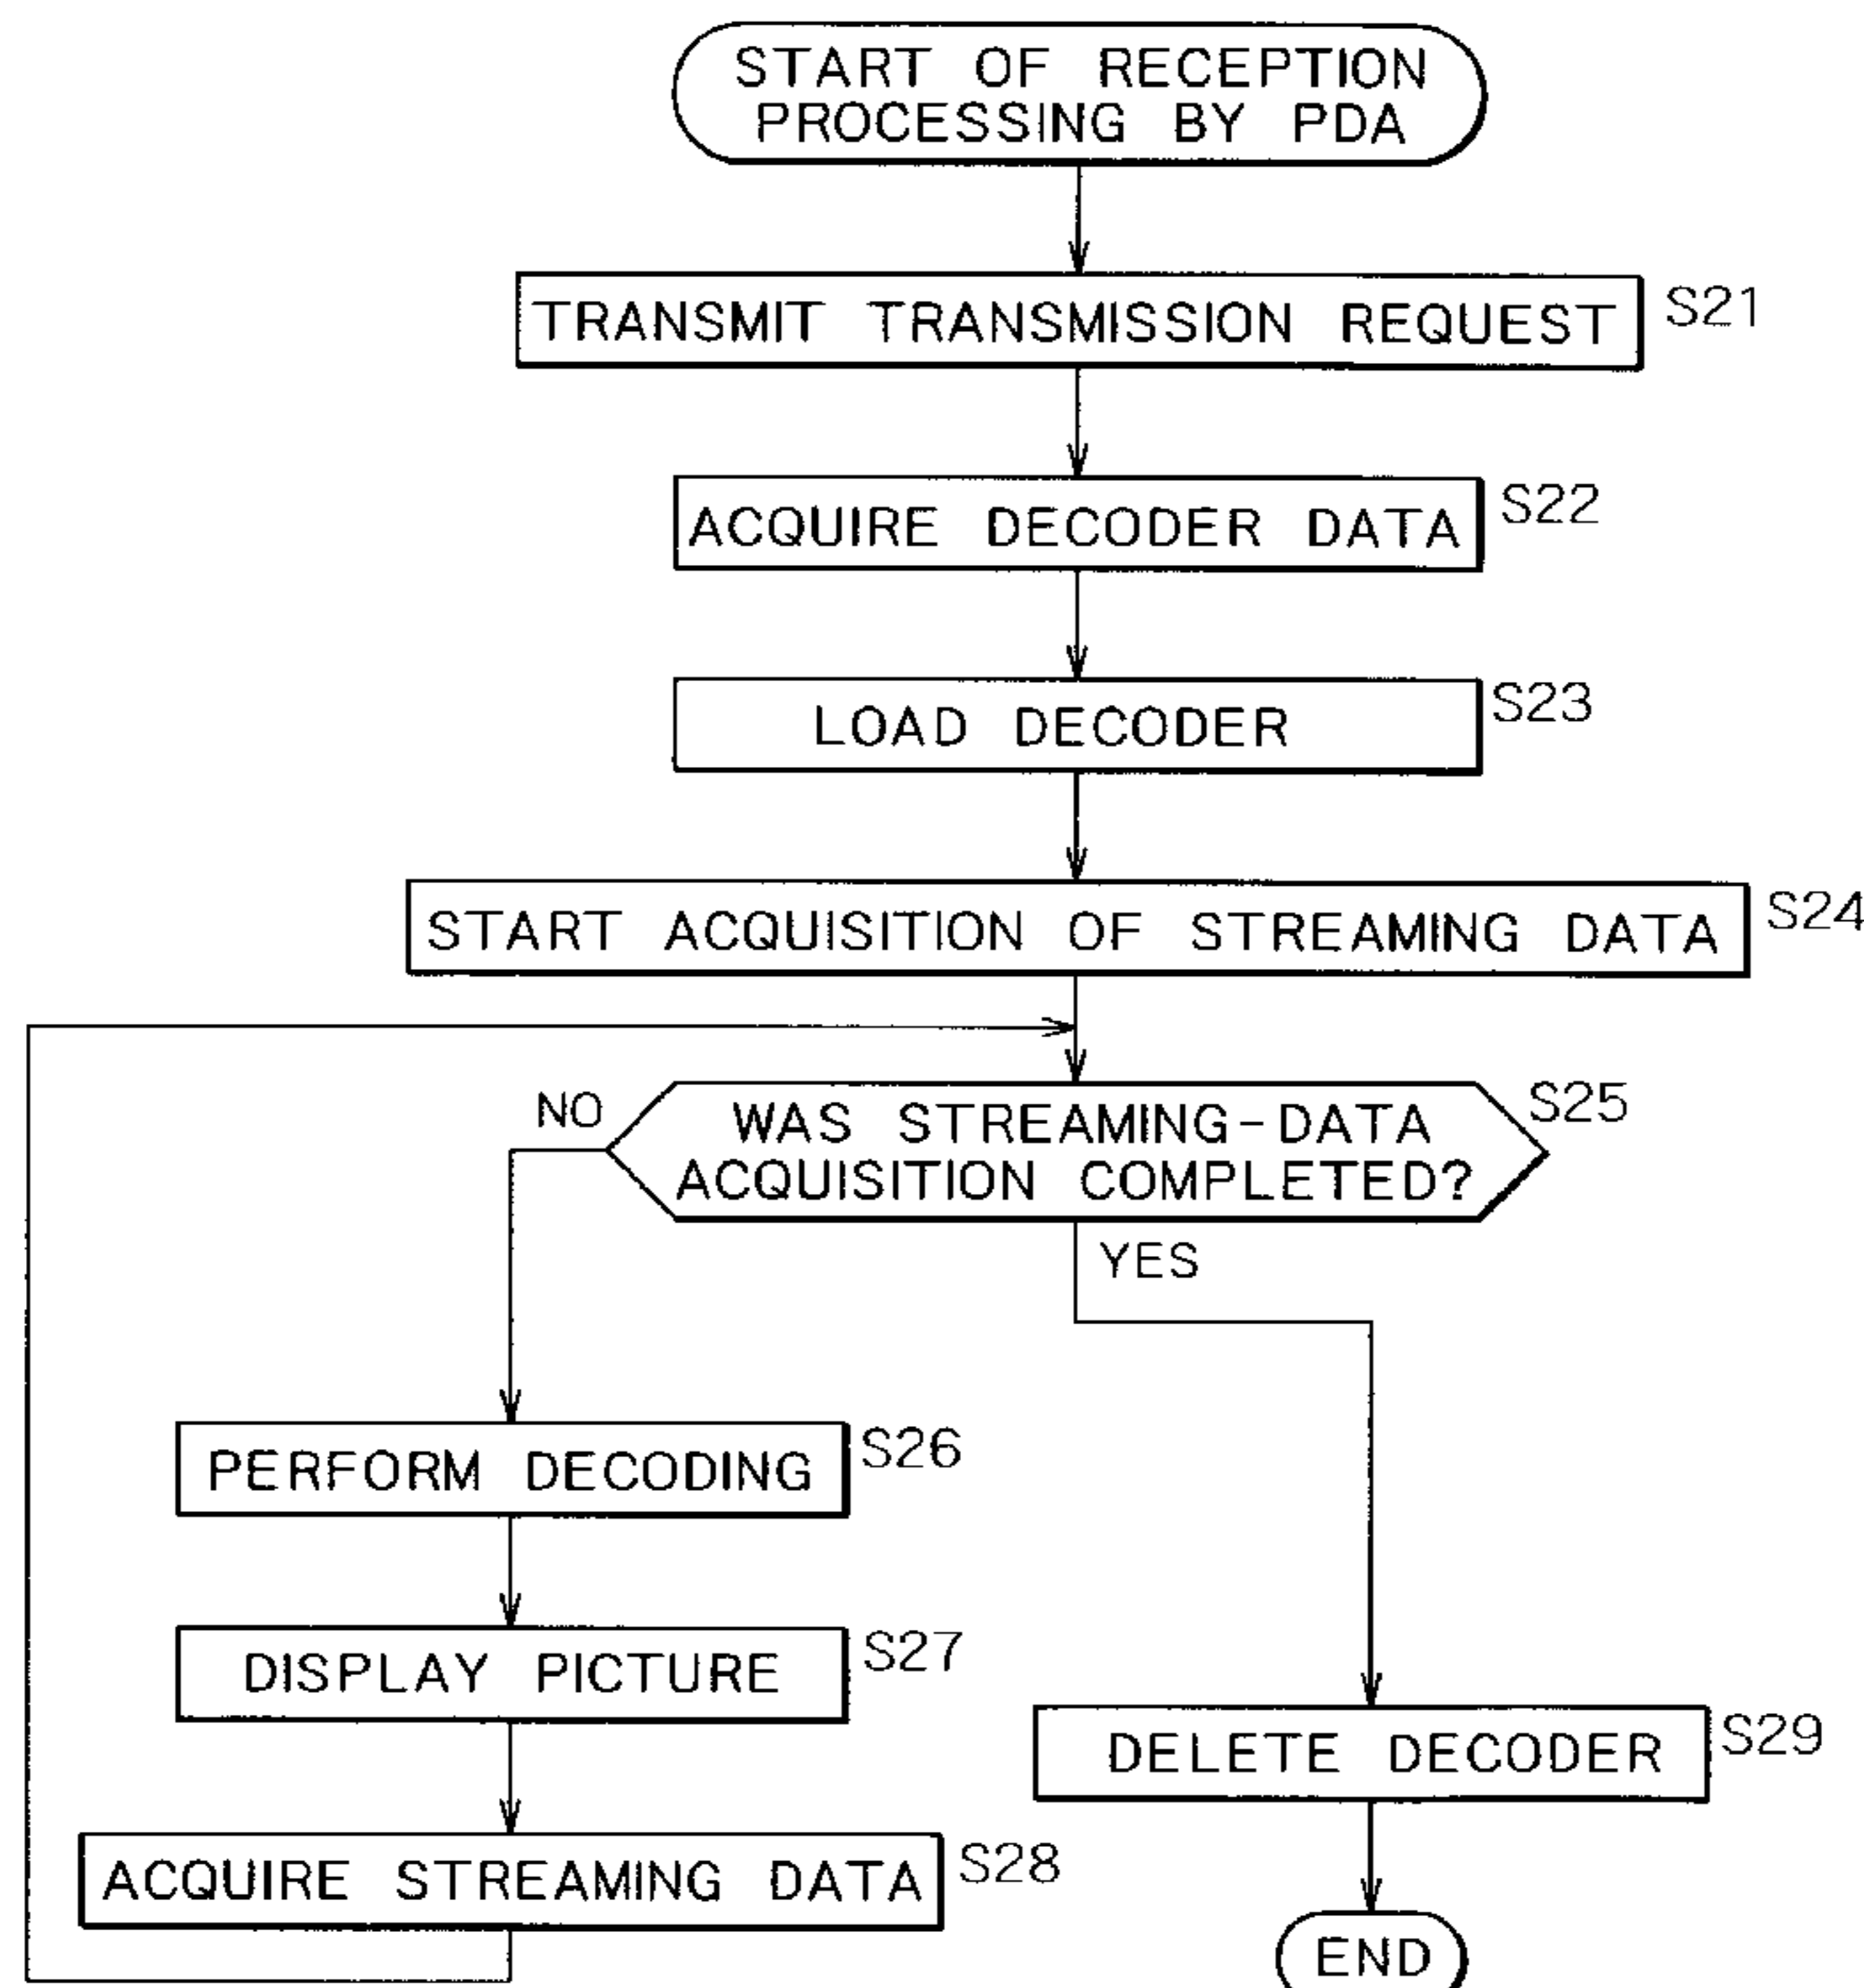 START OF RECEPTION
PROCESSING BY PDA
TRANSMIT TRANSMISSION REQUEST
S21
ACQUIRE DECODER DATA
S22
LOAD DECODER
S23
START ACQUISITION OF STREAMING DATA
S24
WAS STREAMING-DATA
ACQUISITION COMPLETED?
S25
NO
YES
PERFORM DECODING
S26
DISPLAY PICTURE
S27
ACQUIRE STREAMING DATA
S28
DELETE DECODER
S29
END